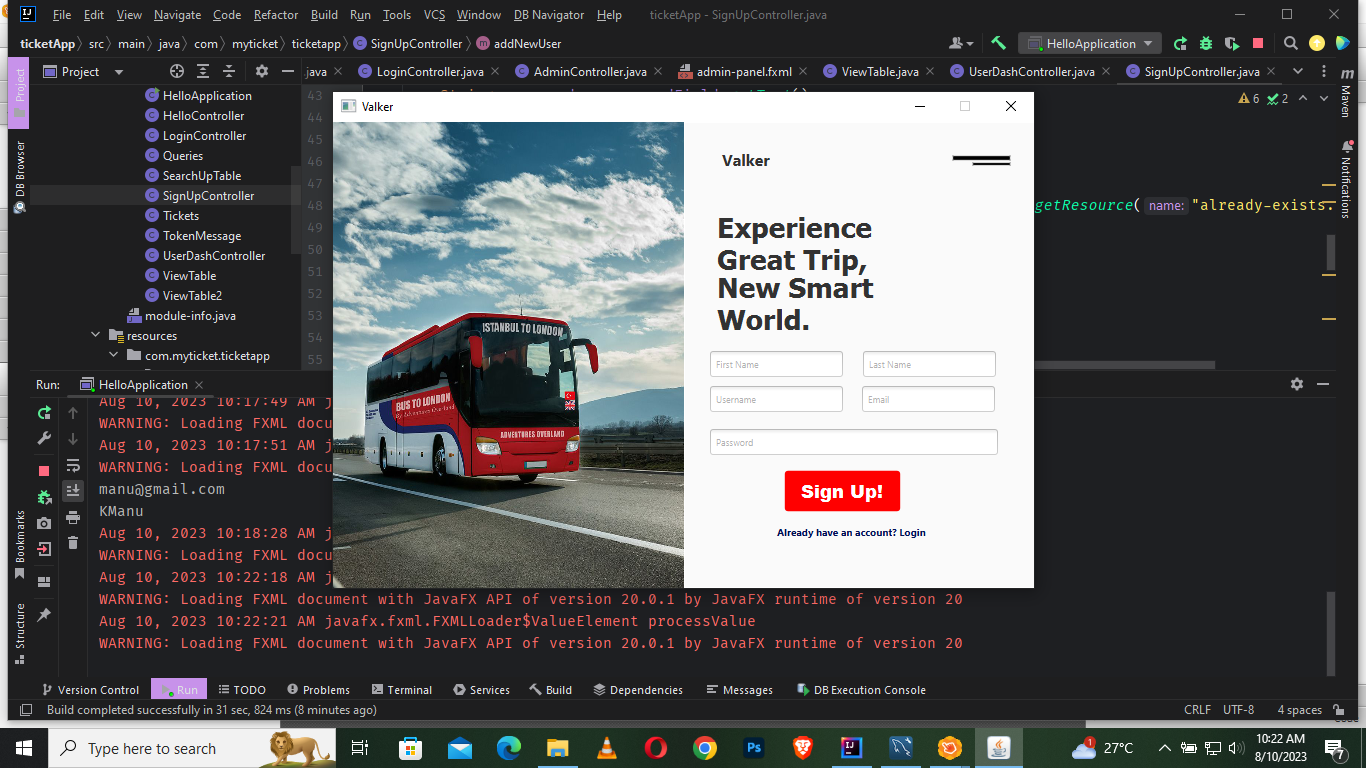 File Edit View Navigate Code Refactor Build Run Tools VCS Window DB Navigator Help ticketApp - SignUpController.java
ticketApp src main java com myticket ticketapp SignUpController addNewUser
HelloApplication
Project
.java LoginController.java AdminController.java admin-panel.fxml ViewTable.java UserDashController.java SignUpController.java
Project
DB Browser
Bookmarks
Structure
Maven
Notifications
HelloApplication
HelloController
LoginController
Queries
SearchUpTable
SignUpController
Tickets
TokenMessage
UserDashController
ViewTable
ViewTable2
module-info.java
resources
com.myticket.ticketapp
43
44
45
46
47
48
49
50
51
52
53
54
55
6 2
getResource( name: "already-exists.
Valker
Valker
Experience
Great Trip,
New Smart
World.
First Name Last Name
Username Email
Password
Sign Up!
Already have an account? Login
ISTANBUL TO LONDON
BUS TO LONDON
By Adventures Overland
ADVENTURES OVERLAND
Run: HelloApplication
Aug 10, 2023 10:17:49 AM j
WARNING: Loading FXML docu
Aug 10, 2023 10:17:51 AM j
WARNING: Loading FXML docu
manu@gmail.com
KManu
Aug 10, 2023 10:18:28 AM j
WARNING: Loading FXML docu
Aug 10, 2023 10:22:18 AM j
WARNING: Loading FXML document with JavaFX API of version 20.0.1 by JavaFX runtime of version 20
Aug 10, 2023 10:22:21 AM javafx.fxml.FXMLLoader$ValueElement processValue
WARNING: Loading FXML document with JavaFX API of version 20.0.1 by JavaFX runtime of version 20
Version Control Run TODO Problems Terminal Services Build Dependencies Messages DB Execution Console
Build completed successfully in 31 sec, 824 ms (8 minutes ago) CRLF UTF-8 4 spaces
Type here to search
1 27°C
10:22 AM
8/10/2023
7